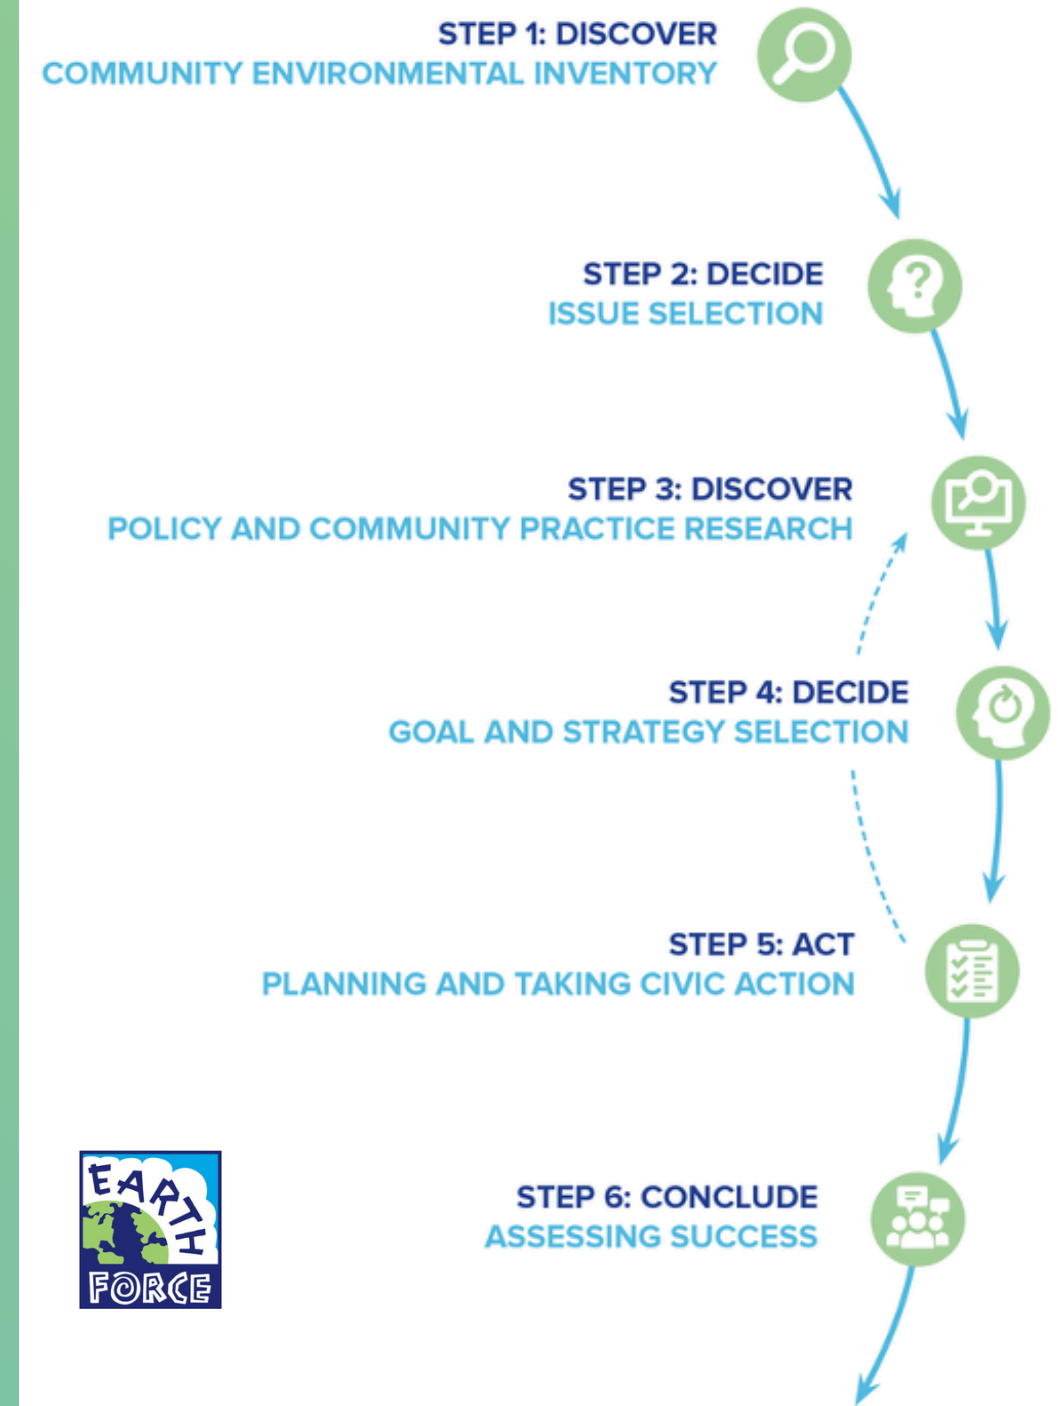 STEP 1: DISCOVER
COMMUNITY ENVIRONMENTAL INVENTORY
STEP 2: DECIDE
ISSUE SELECTION
STEP 3: DISCOVER
POLICY AND COMMUNITY PRACTICE RESEARCH
STEP 4: DECIDE
GOAL AND STRATEGY SELECTION
STEP 5: ACT
PLANNING AND TAKING CIVIC ACTION
STEP 6: CONCLUDE
ASSESSING SUCCESS
EARTH
FORCE